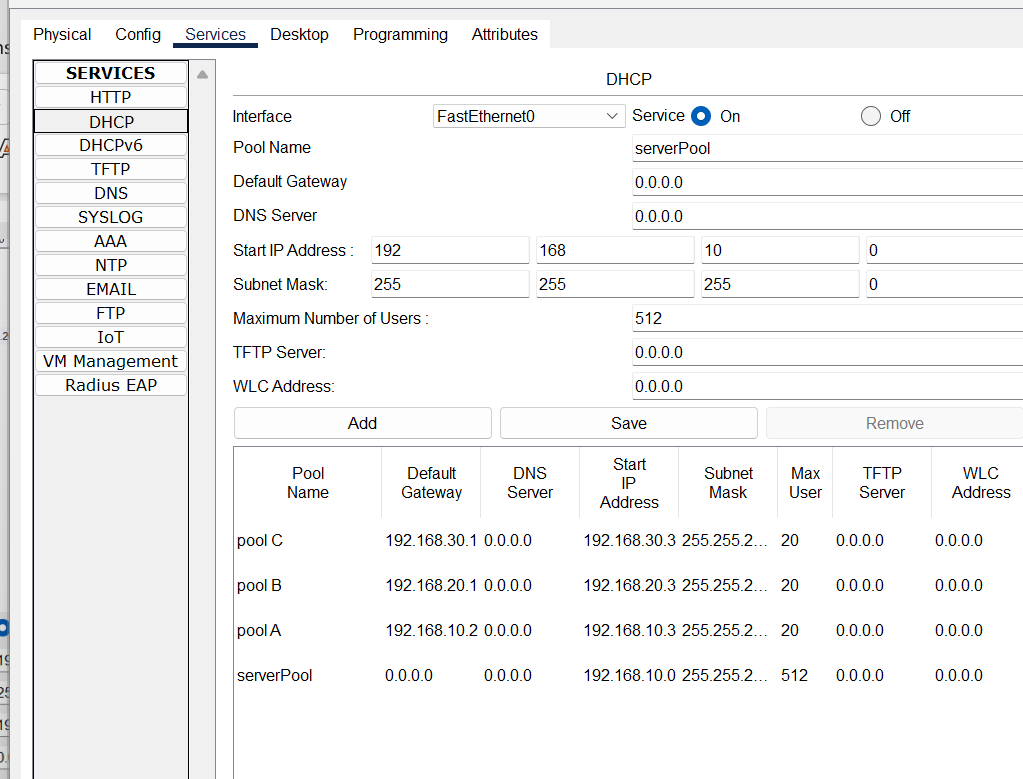 Physical Config Services Desktop Programming Attributes
SERVICES
HTTP
DHCP
DHCPv6
TFTP
DNS
SYSLOG
AAA
NTP
EMAIL
FTP
IoT
VM Management
Radius EAP
DHCP
Interface FastEthernet0 Service On Off
Pool Name serverPool
Default Gateway 0.0.0.0
DNS Server 0.0.0.0
Start IP Address : 192 168 10 0
Subnet Mask: 255 255 255 0
Maximum Number of Users : 512
TFTP Server: 0.0.0.0
WLC Address: 0.0.0.0
Add Save Remove
Pool Name Default Gateway DNS Server Start IP Address Subnet Mask Max User TFTP Server WLC Address
pool C 192.168.30.1 0.0.0.0 192.168.30.3 255.255.2... 20 0.0.0.0 0.0.0.0
pool B 192.168.20.1 0.0.0.0 192.168.20.3 255.255.2... 20 0.0.0.0 0.0.0.0
pool A 192.168.10.2 0.0.0.0 192.168.10.3 255.255.2... 20 0.0.0.0 0.0.0.0
serverPool 0.0.0.0 0.0.0.0 192.168.10.0 255.255.2... 512 0.0.0.0 0.0.0.0